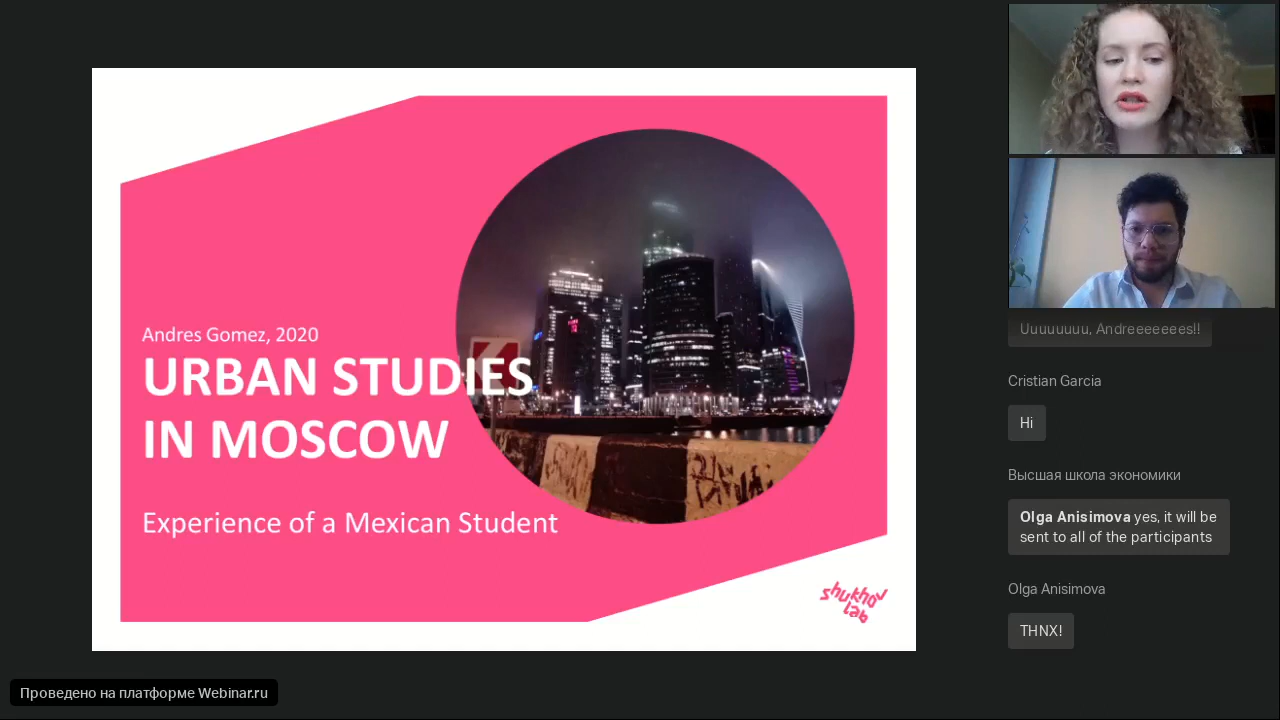 Andres Gomez, 2020
URBAN STUDIES
IN MOSCOW
Experience of a Mexican Student
shukhov
lab
Uuuuuuuu, Andreeeeeees!!
Cristian Garcia
Hi
Высшая школа экономики
Olga Anisimova yes, it will be
sent to all of the participants
Olga Anisimova
THNX!
Проведено на платформе Webinar.ru